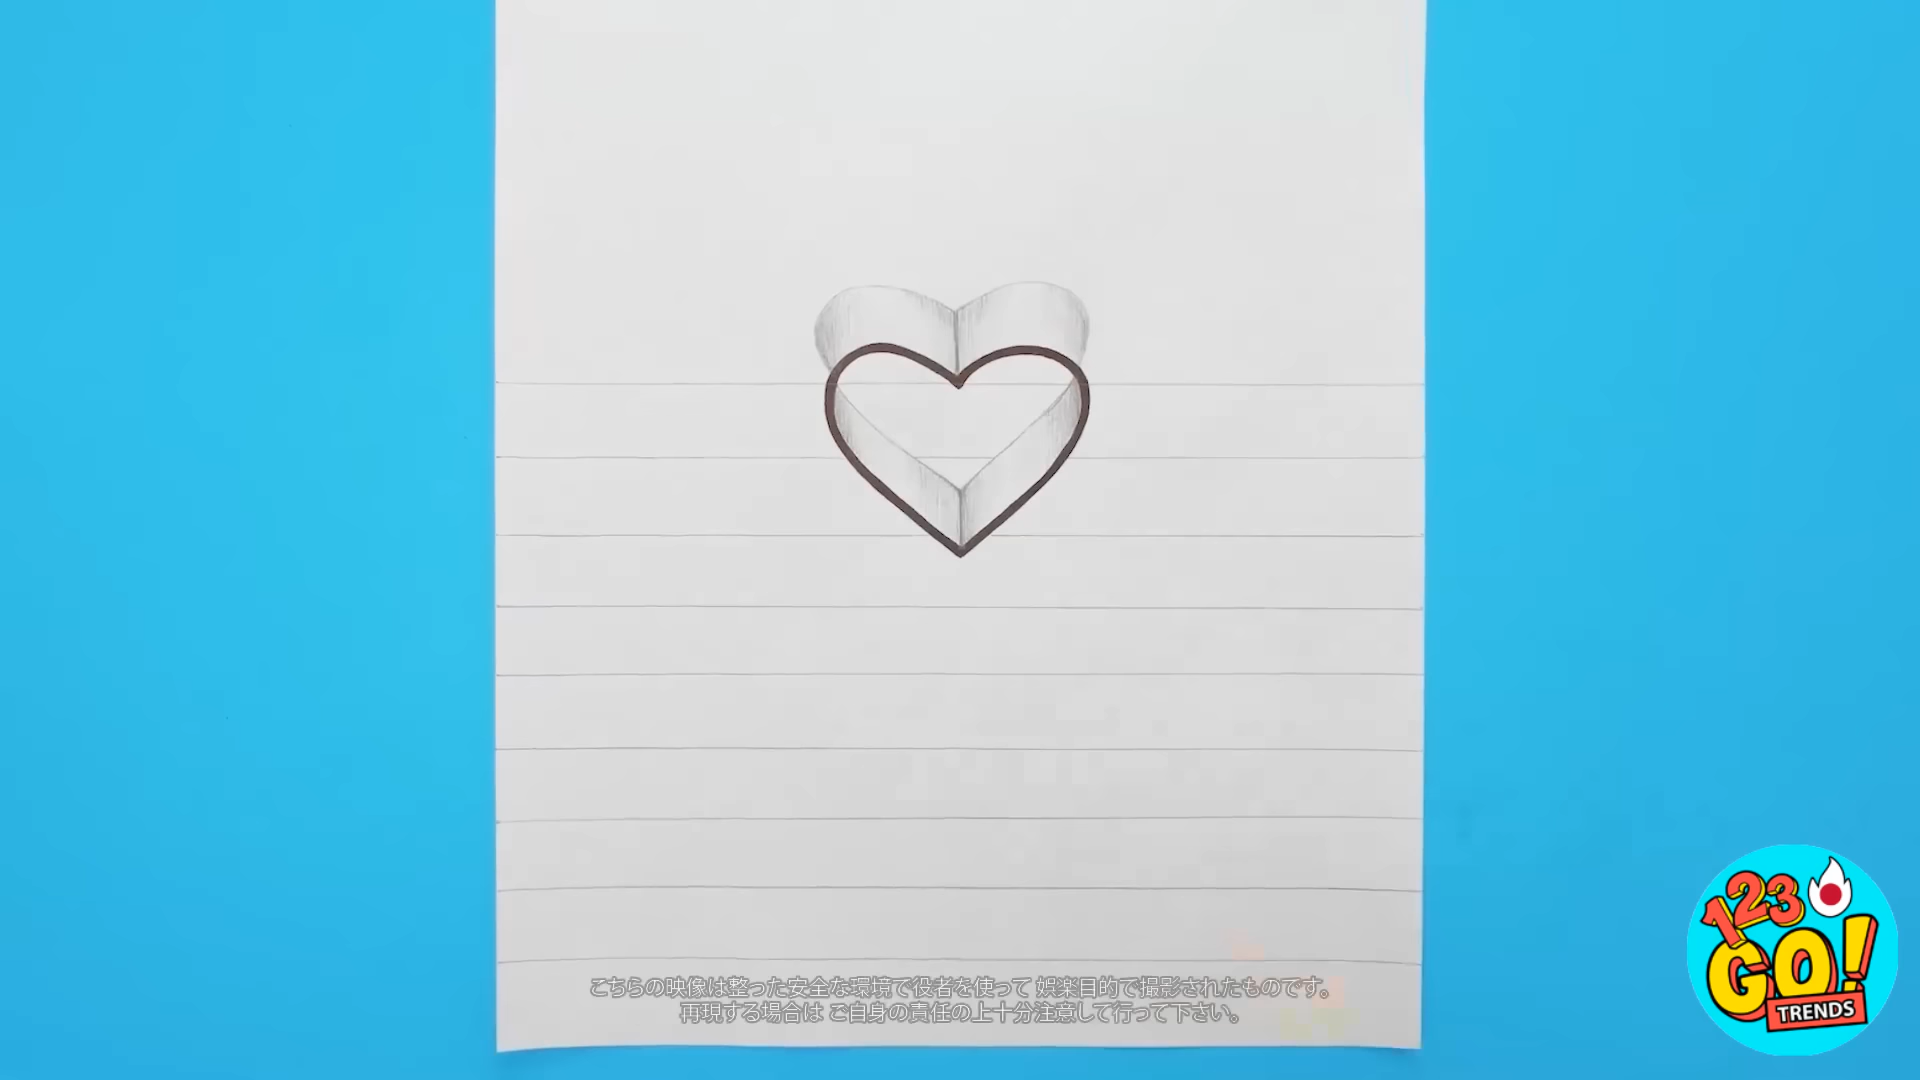 こちらの映像は整った安全な環境で役者を使って 娯楽目的で撮影されたものです。
再現する場合は ご自身の責任の上十分注意して行って下さい。
123
GO!
TRENDS